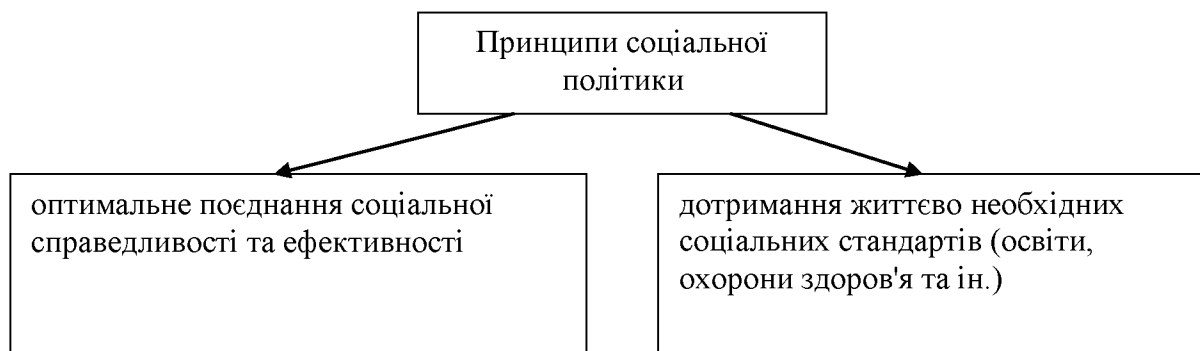 Принципи соціальної
політики
оптимальне поєднання соціальної
справедливості та ефективності
дотримання життєво необхідних
соціальних стандартів (освіти,
охорони здоров'я та ін.)